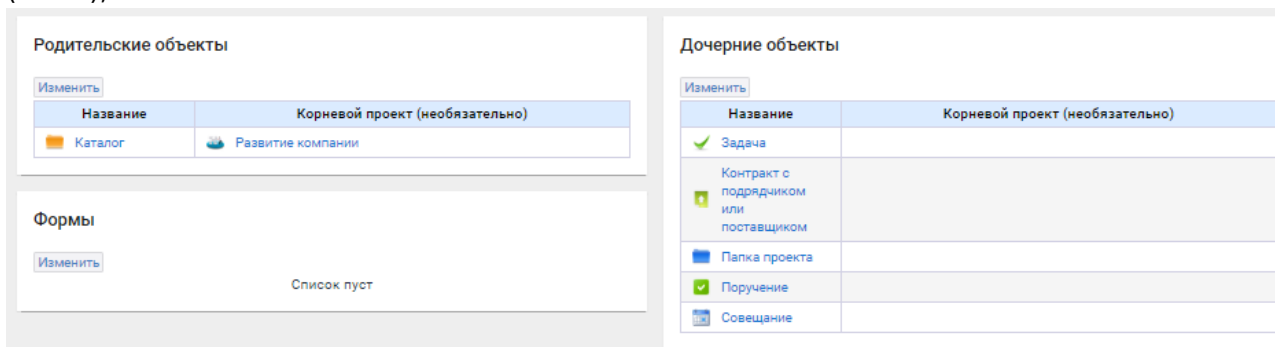 Родительские объекты
Изменить
Название Корневой проект (необязательно)
Каталог Развитие компании
Формы
Изменить
Список пуст
Дочерние объекты
Изменить
Название Корневой проект (необязательно)
Задача
Контракт с
подрядчиком
или
поставщиком
Папка проекта
Поручение
Совещание